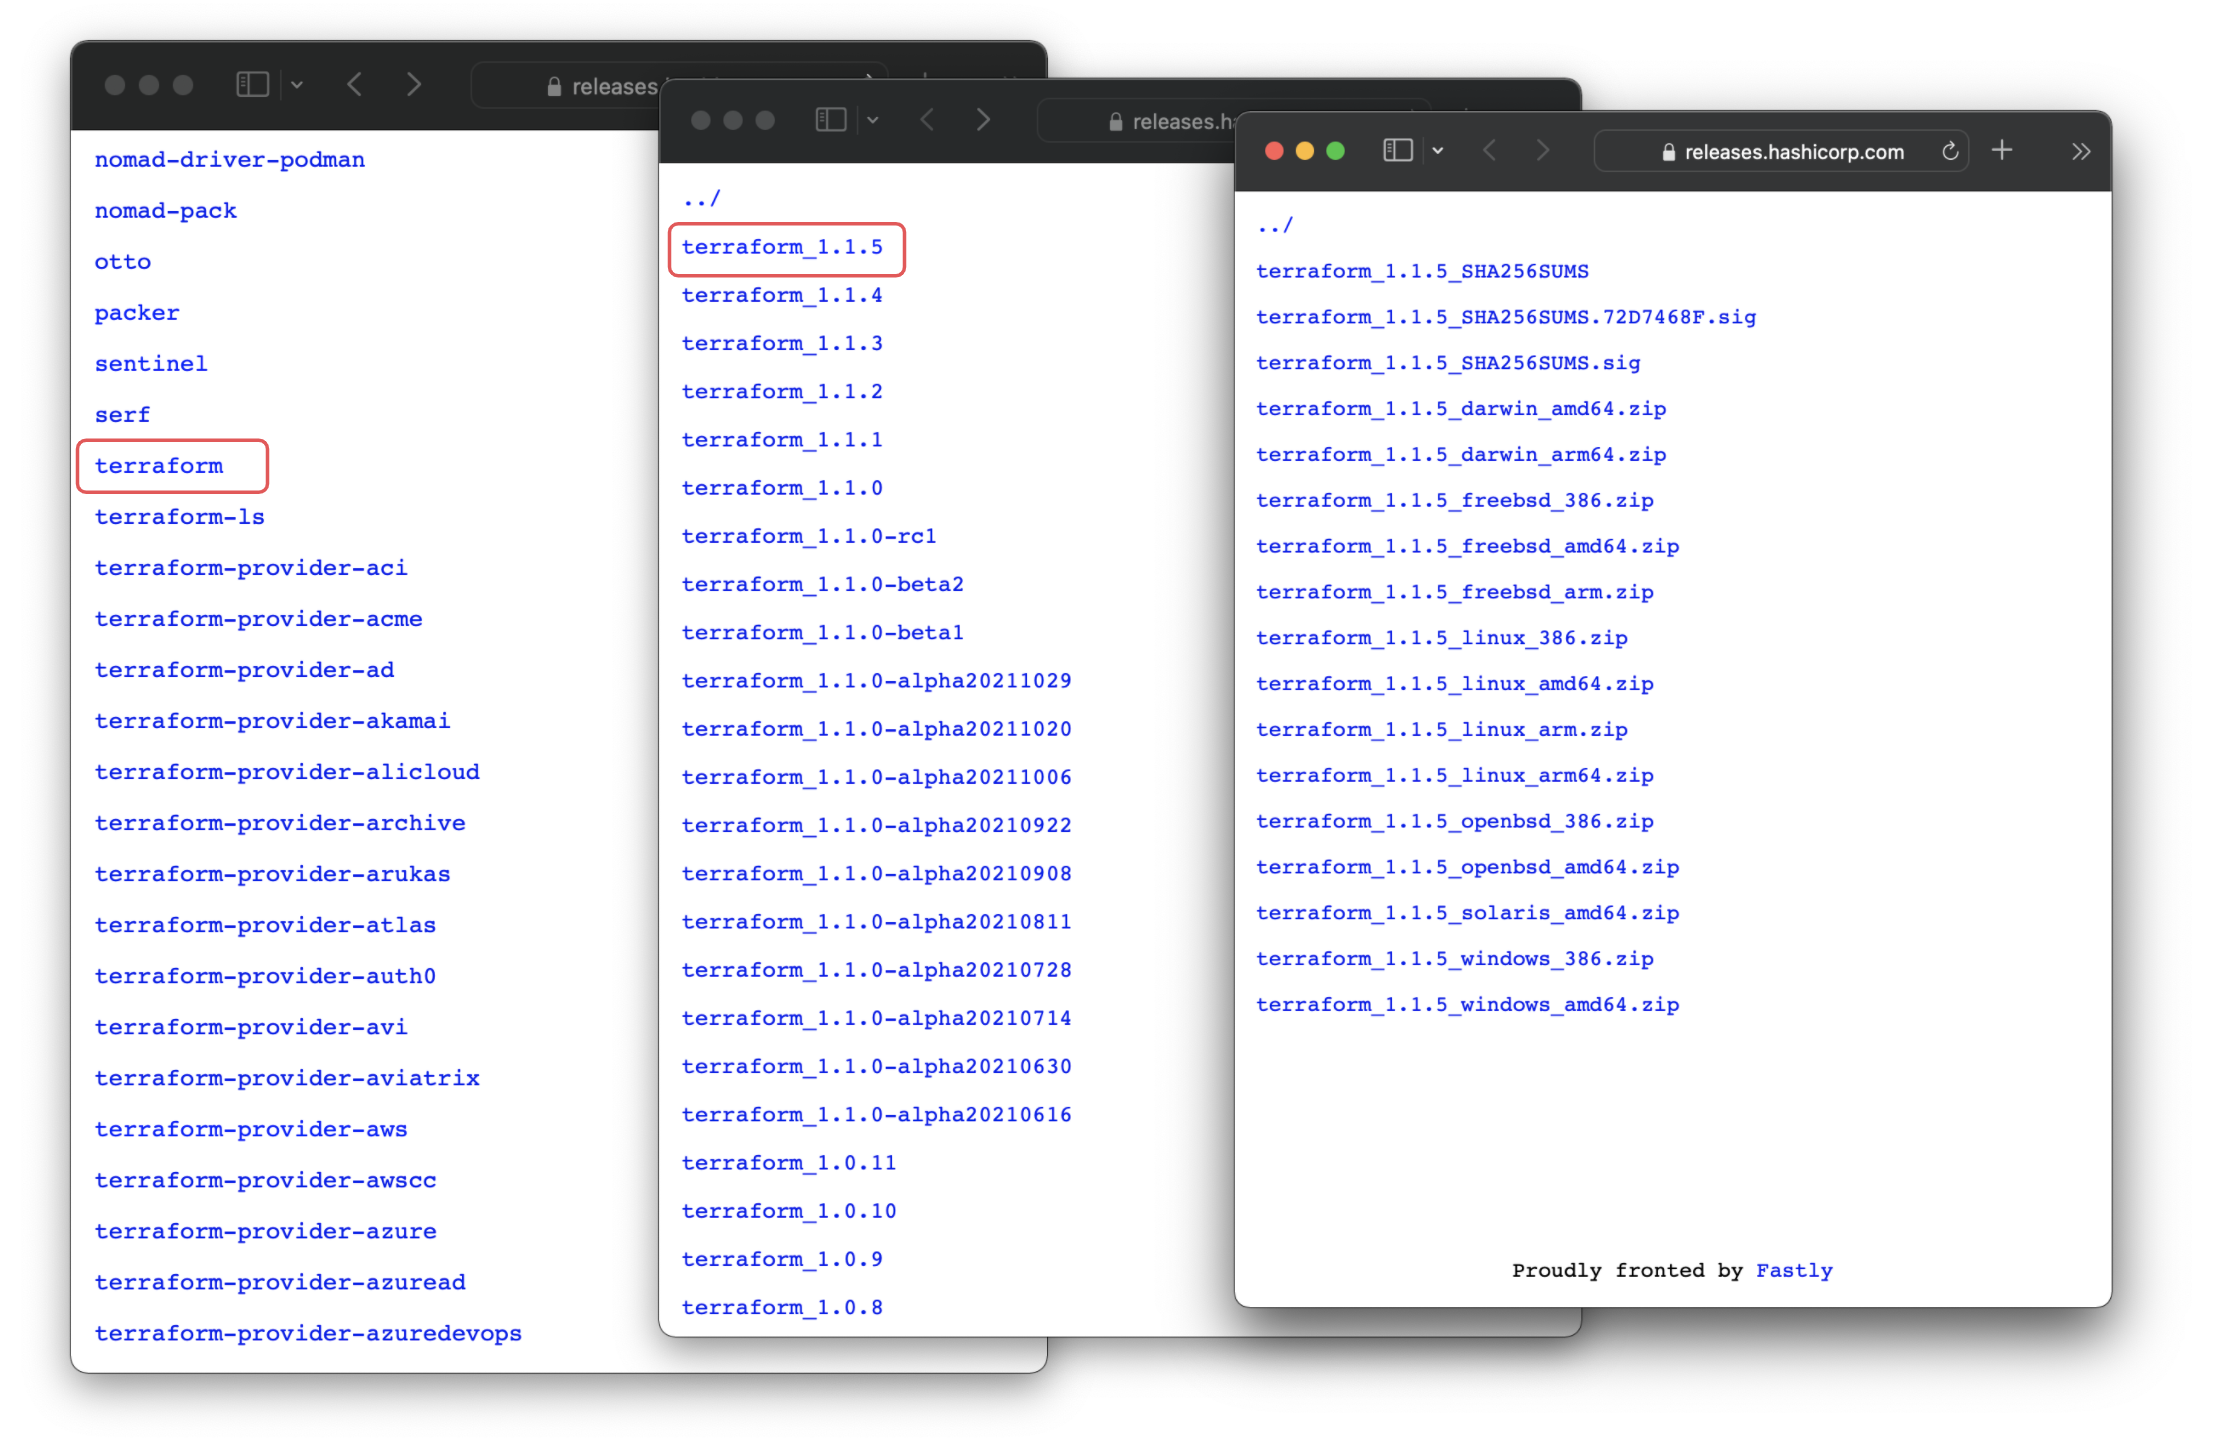 releases.
nomad-driver-podman
nomad-pack
otto
packer
sentinel
serf
terraform
terraform-ls
terraform-provider-aci
terraform-provider-acme
terraform-provider-ad
terraform-provider-akamai
terraform-provider-alicloud
terraform-provider-archive
terraform-provider-arukas
terraform-provider-atlas
terraform-provider-auth0
terraform-provider-avi
terraform-provider-aviatrix
terraform-provider-aws
terraform-provider-awscc
terraform-provider-azure
terraform-provider-azuread
terraform-provider-azuredevops
releases.ha
../
terraform_1.1.5
terraform_1.1.4
terraform_1.1.3
terraform_1.1.2
terraform_1.1.1
terraform_1.1.0
terraform_1.1.0-rc1
terraform_1.1.0-beta2
terraform_1.1.0-beta1
terraform_1.1.0-alpha20211029
terraform_1.1.0-alpha20211020
terraform_1.1.0-alpha20211006
terraform_1.1.0-alpha20210922
terraform_1.1.0-alpha20210908
terraform_1.1.0-alpha20210811
terraform_1.1.0-alpha20210728
terraform_1.1.0-alpha20210714
terraform_1.1.0-alpha20210630
terraform_1.1.0-alpha20210616
terraform_1.0.11
terraform_1.0.10
terraform_1.0.9
terraform_1.0.8
releases.hashicorp.com
../
terraform_1.1.5_SHA256SUMS
terraform_1.1.5_SHA256SUMS.72D7468F.sig
terraform_1.1.5_SHA256SUMS.sig
terraform_1.1.5_darwin_amd64.zip
terraform_1.1.5_darwin_arm64.zip
terraform_1.1.5_freebsd_386.zip
terraform_1.1.5_freebsd_amd64.zip
terraform_1.1.5_freebsd_arm.zip
terraform_1.1.5_linux_386.zip
terraform_1.1.5_linux_amd64.zip
terraform_1.1.5_linux_arm.zip
terraform_1.1.5_linux_arm64.zip
terraform_1.1.5_openbsd_386.zip
terraform_1.1.5_openbsd_amd64.zip
terraform_1.1.5_solaris_amd64.zip
terraform_1.1.5_windows_386.zip
terraform_1.1.5_windows_amd64.zip
Proudly fronted by Fastly